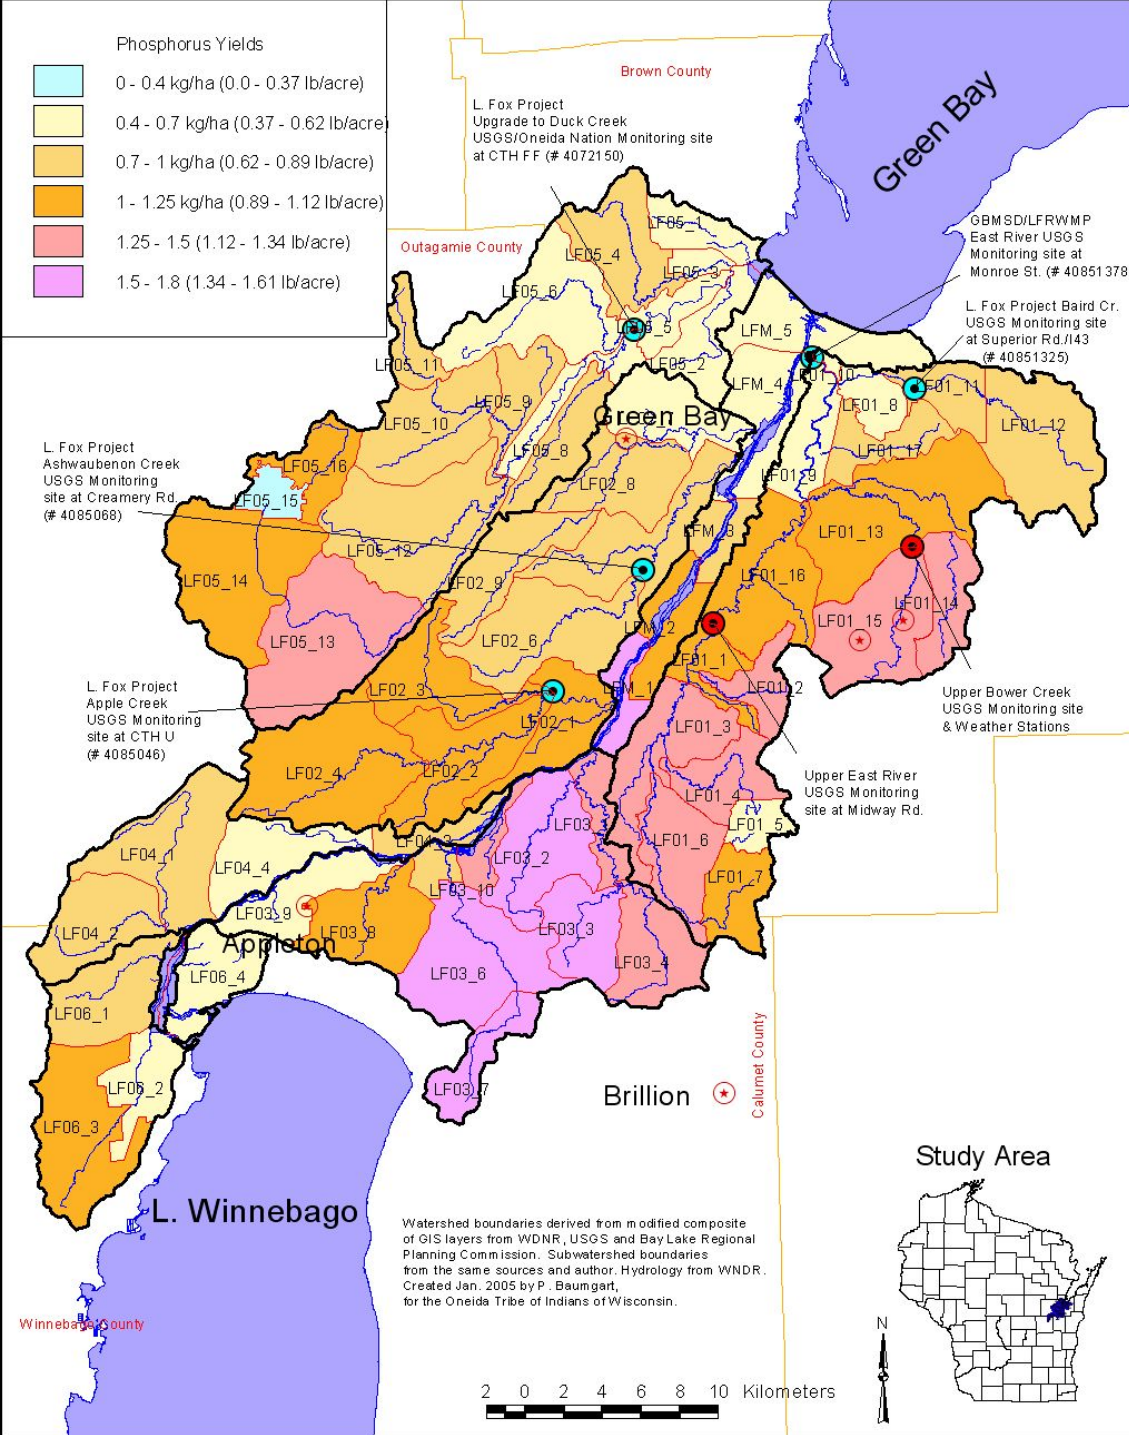 Phosphorus Yields
0 - 0.4 kg/ha (0.0 - 0.37 lb/acre)
0.4 - 0.7 kg/ha (0.37 - 0.62 lb/acre)
0.7 - 1 kg/ha (0.62 - 0.89 lb/acre)
1 - 1.25 kg/ha (0.89 - 1.12 lb/acre)
1.25 - 1.5 (1.12 - 1.34 lb/acre)
1.5 - 1.8 (1.34 - 1.61 lb/acre)
Brown County
Green Bay
L. Fox Project
Upgrade to Duck Creek
USGS/Oneida Nation Monitoring site
at CTH FF (# 4072150)
Outagamie County
GBMSD/LFRWMP
East River USGS
Monitoring site at
Monroe St. (# 40851378
L. Fox Project Baird Cr.
USGS Monitoring site
at Superior Rd./I43
(# 40851325)
LF05_1
LF05_4
LF05_3
LF05_6
LF05_5
LFM_5
LF05_2
LF05_11
LFM_4
LF01_10
LF01_11
LF05_9
LF01_8
Green Bay
LF05_10
LF01_12
LF05_8
LF01_17
L. Fox Project
Ashwaubenon Creek
USGS Monitoring
site at Creamery Rd.
(# 4085068)
LF05_16
LF01_9
LF02_8
LF05_15
LFM_3
LF01_13
LF05_12
LF05_14
LF02_9
LF01_16
LF01_14
LF01_15
LFM_2
LF05_13
LF02_6
LF01_1
LF02_3
LFM_1
LF01_2
L. Fox Project
Apple Creek
USGS Monitoring
site at CTH U
(# 4085046)
Upper Bower Creek
USGS Monitoring site
& Weather Stations
LF02_1
LF01_3
LF02_4
LF02_2
Upper East River
USGS Monitoring
site at Midway Rd.
LF01_4
LF03_1
LF01_5
LF04_3
LF01_6
LF04_1
LF03_2
LF04_4
LF01_7
LF03_10
LF03_9
LF04_2
LF03_8
LF03_3
Appleton
LF03_4
LF06_4
LF03_6
LF06_1
LF06_2
LF03_7
LF06_3
Brillion
Calumet County
Study Area
L. Winnebago
Watershed boundaries derived from modified composite
of GIS layers from WDNR, USGS and Bay Lake Regional
Planning Commission. Subwatershed boundaries
from the same sources and author. Hydrology from WNDR.
Created Jan. 2005 by P. Baumgart,
for the Oneida Tribe of Indians of Wisconsin.
Winnebago County
N
2 0 2 4 6 8 10 Kilometers